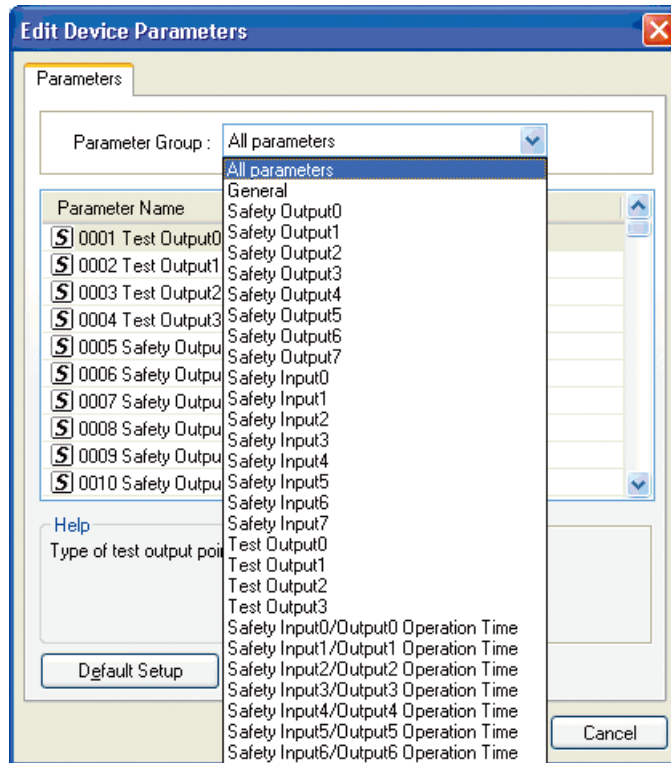 Edit Device Parameters
Parameters
Parameter Group : All parameters
All parameters
General
Safety Output0
Safety Output1
Safety Output2
Safety Output3
Safety Output4
Safety Output5
Safety Output6
Safety Output7
Safety Input0
Safety Input1
Safety Input2
Safety Input3
Safety Input4
Safety Input5
Safety Input6
Safety Input7
Test Output0
Test Output1
Test Output2
Test Output3
Safety Input0/Output0 Operation Time
Safety Input1/Output1 Operation Time
Safety Input2/Output2 Operation Time
Safety Input3/Output3 Operation Time
Safety Input4/Output4 Operation Time
Safety Input5/Output5 Operation Time
Safety Input6/Output6 Operation Time
Parameter Name
S 0001 Test Output0
S 0002 Test Output1
S 0003 Test Output2
S 0004 Test Output3
S 0005 Safety Outpu
S 0006 Safety Outpu
S 0007 Safety Outpu
S 0008 Safety Outpu
S 0009 Safety Outpu
S 0010 Safety Outpu
Help
Type of test output poi
Default Setup
Cancel